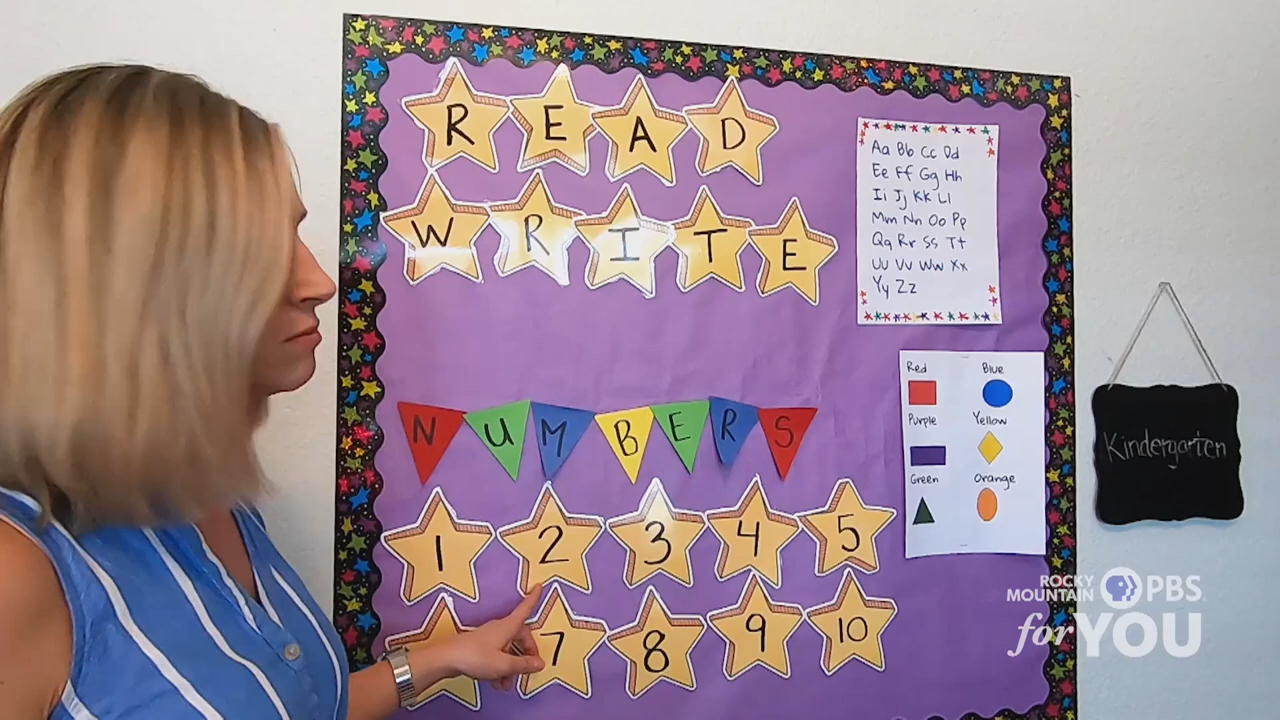 READ
WRITE
Aa Bb Cc Dd
Ee Ff Gg Hh
Ii Jj Kk Ll
Mm Nn Oo Pp
Qq Rr Ss Tt
Uu Vv Ww Xx
Yy Zz
NUMBERS
1 2 3 4 5
7 8 9 10
Red Blue
Purple Yellow
Green Orange
Kindergarten
ROCKY MOUNTAIN PBS
for YOU